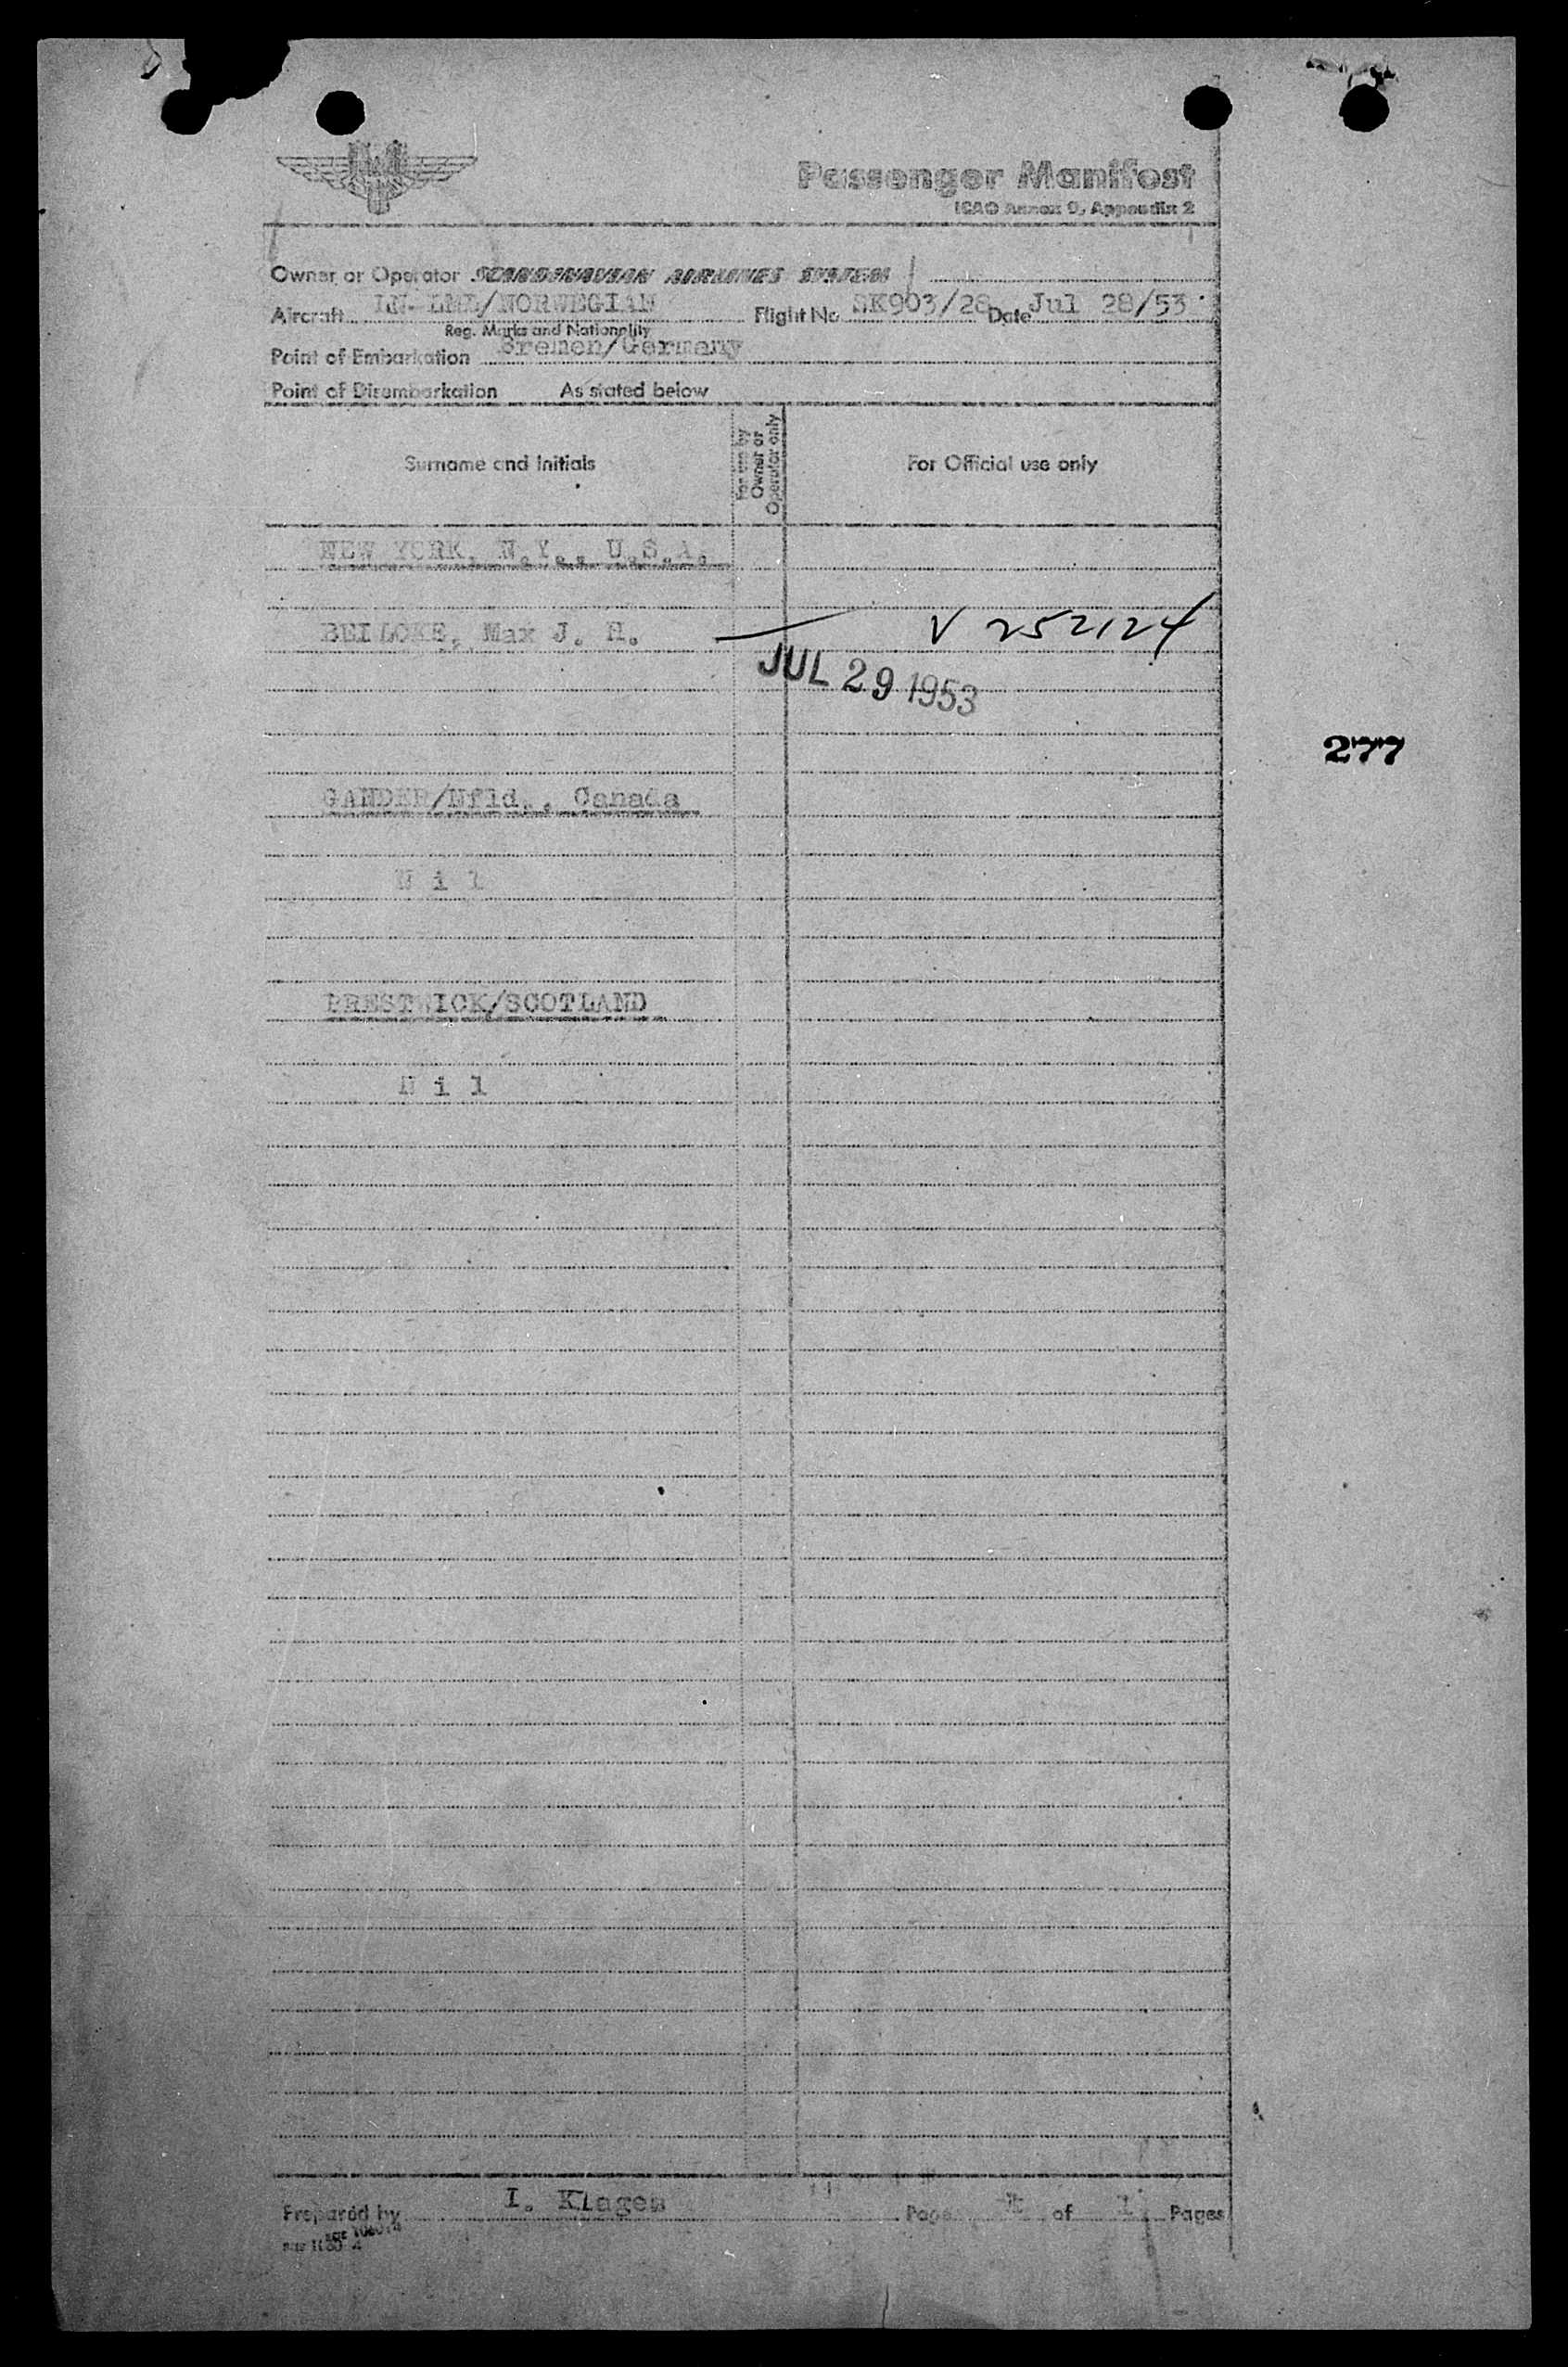 Passenger Manifest
ICAO Annex 9, Appendix 2
Owner or Operator SCANDINAVIAN AIRLINES SYSTEM
Aircraft LN-LML/NORWEGIAN Flight No SK903/28 Date Jul 28/53
Reg. Marks and Nationality
Point of Embarkation Bremen/Germany
Point of Disembarkation As stated below
Surname and Initials
For use by
Owner or
Operator only
For Official use only
NEW YORK, N.Y., U.S.A.
BEILOKE, Max J. H. V 252124
JUL 29 1953
277
GANDER/Nfld., Canada
N i l
PRESTWICK/SCOTLAND
N i l
Prepared by I. Klages Page of 1 Pages